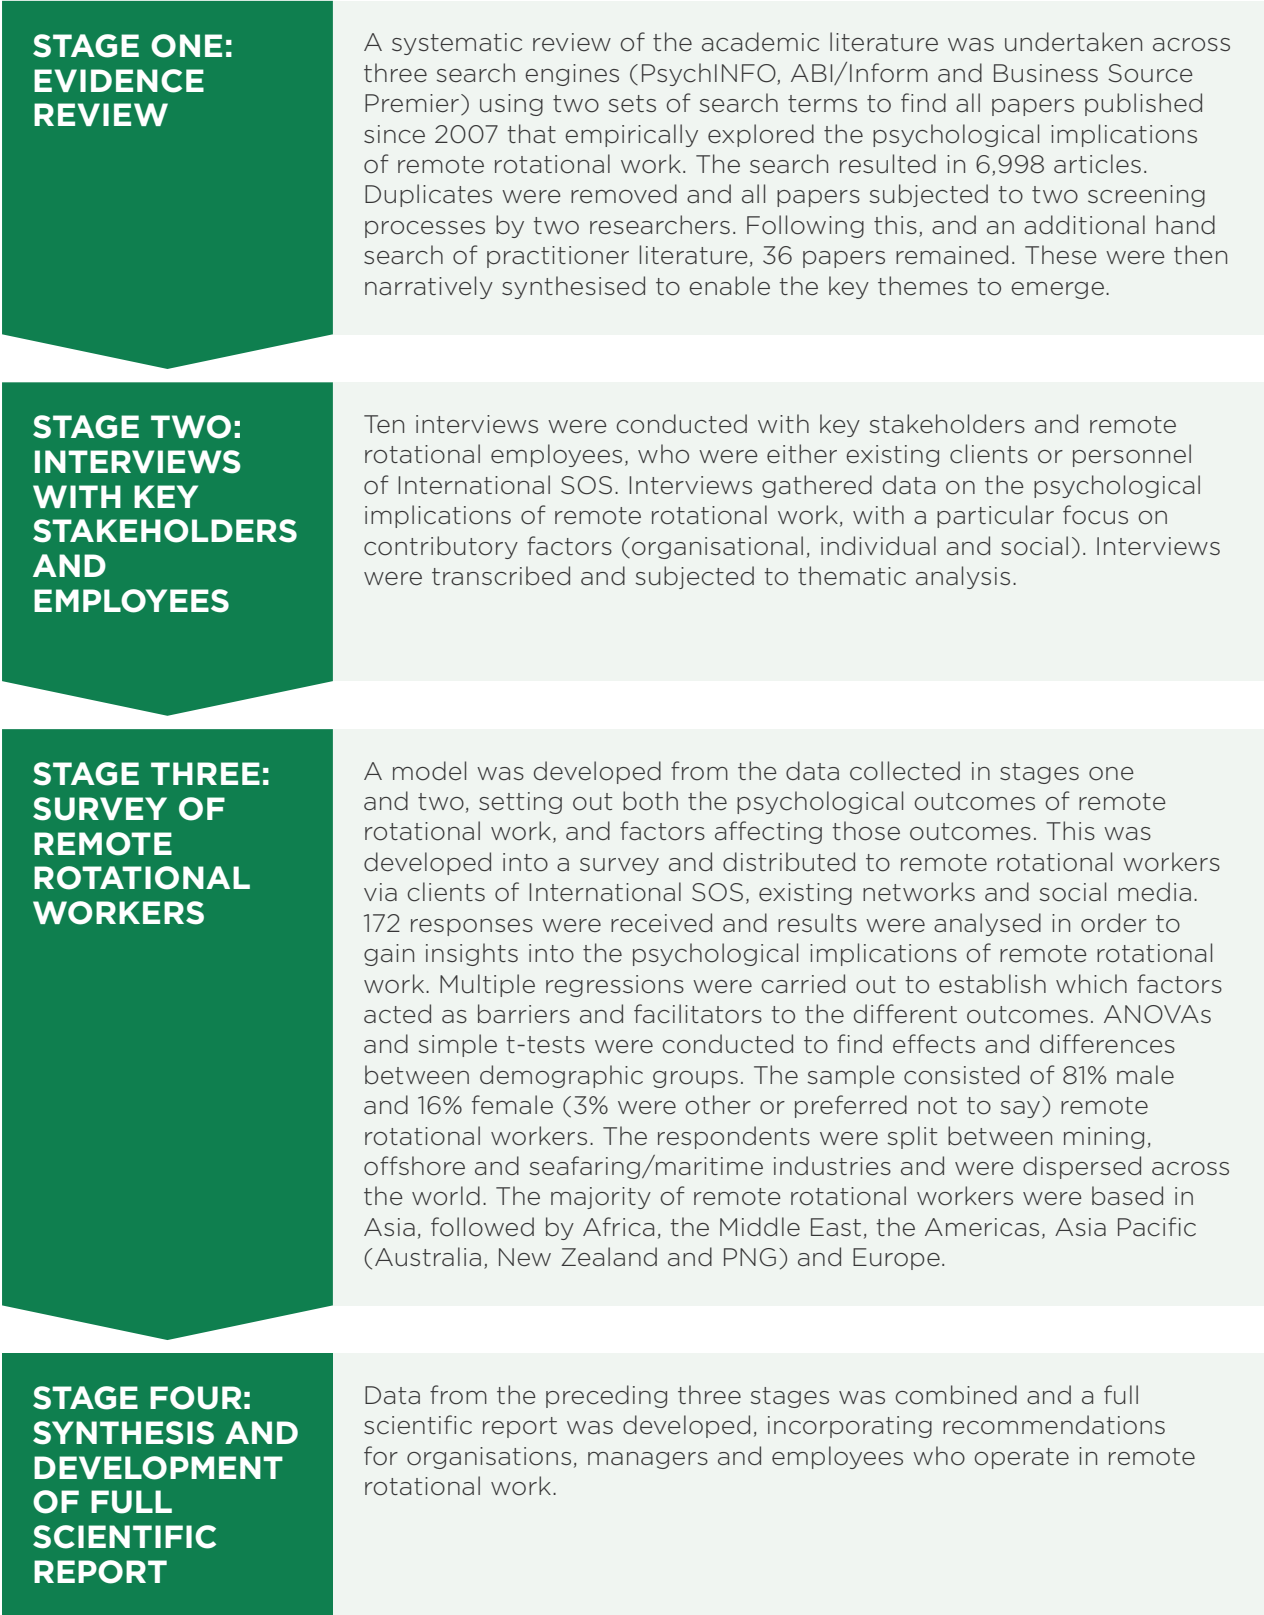 STAGE ONE:
EVIDENCE
REVIEW
A systematic review of the academic literature was undertaken across
three search engines (PsychINFO, ABI/Inform and Business Source
Premier) using two sets of search terms to find all papers published
since 2007 that empirically explored the psychological implications
of remote rotational work. The search resulted in 6,998 articles.
Duplicates were removed and all papers subjected to two screening
processes by two researchers. Following this, and an additional hand
search of practitioner literature, 36 papers remained. These were then
narratively synthesised to enable the key themes to emerge.
STAGE TWO:
INTERVIEWS
WITH KEY
STAKEHOLDERS
AND
EMPLOYEES
Ten interviews were conducted with key stakeholders and remote
rotational employees, who were either existing clients or personnel
of International SOS. Interviews gathered data on the psychological
implications of remote rotational work, with a particular focus on
contributory factors (organisational, individual and social). Interviews
were transcribed and subjected to thematic analysis.
STAGE THREE:
SURVEY OF
REMOTE
ROTATIONAL
WORKERS
A model was developed from the data collected in stages one
and two, setting out both the psychological outcomes of remote
rotational work, and factors affecting those outcomes. This was
developed into a survey and distributed to remote rotational workers
via clients of International SOS, existing networks and social media.
172 responses were received and results were analysed in order to
gain insights into the psychological implications of remote rotational
work. Multiple regressions were carried out to establish which factors
acted as barriers and facilitators to the different outcomes. ANOVAs
and simple t-tests were conducted to find effects and differences
between demographic groups. The sample consisted of 81% male
and 16% female (3% were other or preferred not to say) remote
rotational workers. The respondents were split between mining,
offshore and seafaring/maritime industries and were dispersed across
the world. The majority of remote rotational workers were based in
Asia, followed by Africa, the Middle East, the Americas, Asia Pacific
(Australia, New Zealand and PNG) and Europe.
STAGE FOUR:
SYNTHESIS AND
DEVELOPMENT
OF FULL
SCIENTIFIC
REPORT
Data from the preceding three stages was combined and a full
scientific report was developed, incorporating recommendations
for organisations, managers and employees who operate in remote
rotational work.